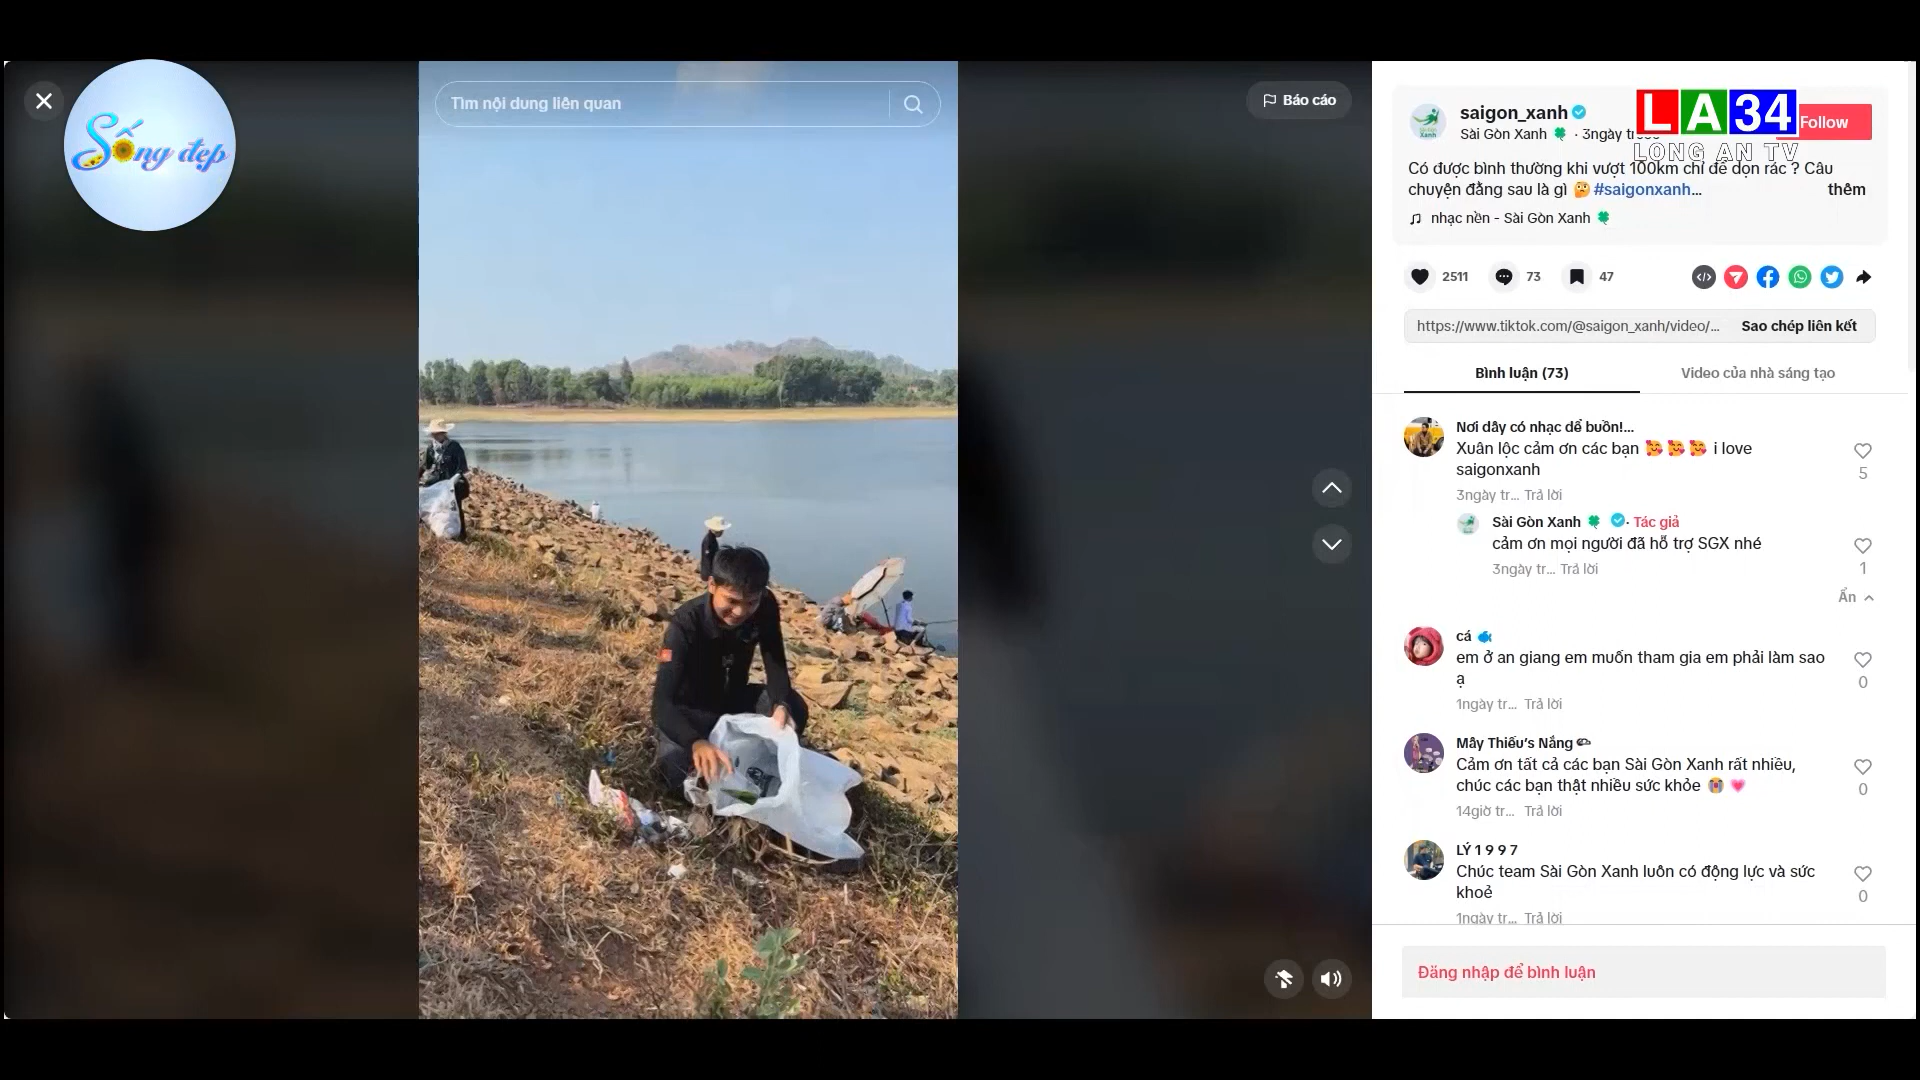 Sống đẹp
Tìm nội dung liên quan
Báo cáo
saigon_xanh
Sài Gòn Xanh · 3ngày
LA34
LONG AN TV
Follow
Có được bình thường khi vượt 100km chỉ để dọn rác ? Câu
chuyện đằng sau là gì 🤔 #saigonxanh...
thêm
nhạc nền - Sài Gòn Xanh 🍀
2511
73
47
https://www.tiktok.com/@saigon_xanh/video/...
Sao chép liên kết
Bình luận (73)
Video của nhà sáng tạo
Nơi dây có nhạc dể buồn!...
Xuân lộc cảm ơn các bạn 🥰🥰🥰 i love
saigonxanh
5
3ngày tr... Trả lời
Sài Gòn Xanh 🍀 · Tác giả
cảm ơn mọi người đã hỗ trợ SGX nhé
1
3ngày tr... Trả lời
Ẩn
cá 🐟
em ở an giang em muốn tham gia em phải làm sao
ạ
0
1ngày tr... Trả lời
Mây Thiếu’s Nắng
Cảm ơn tất cả các bạn Sài Gòn Xanh rất nhiều,
chúc các bạn thật nhiều sức khỏe 😭 💗
0
14giờ tr... Trả lời
LÝ 1 9 9 7
Chúc team Sài Gòn Xanh luôn có động lực và sức
khoẻ
0
1ngày tr... Trả lời
Đăng nhập để bình luận